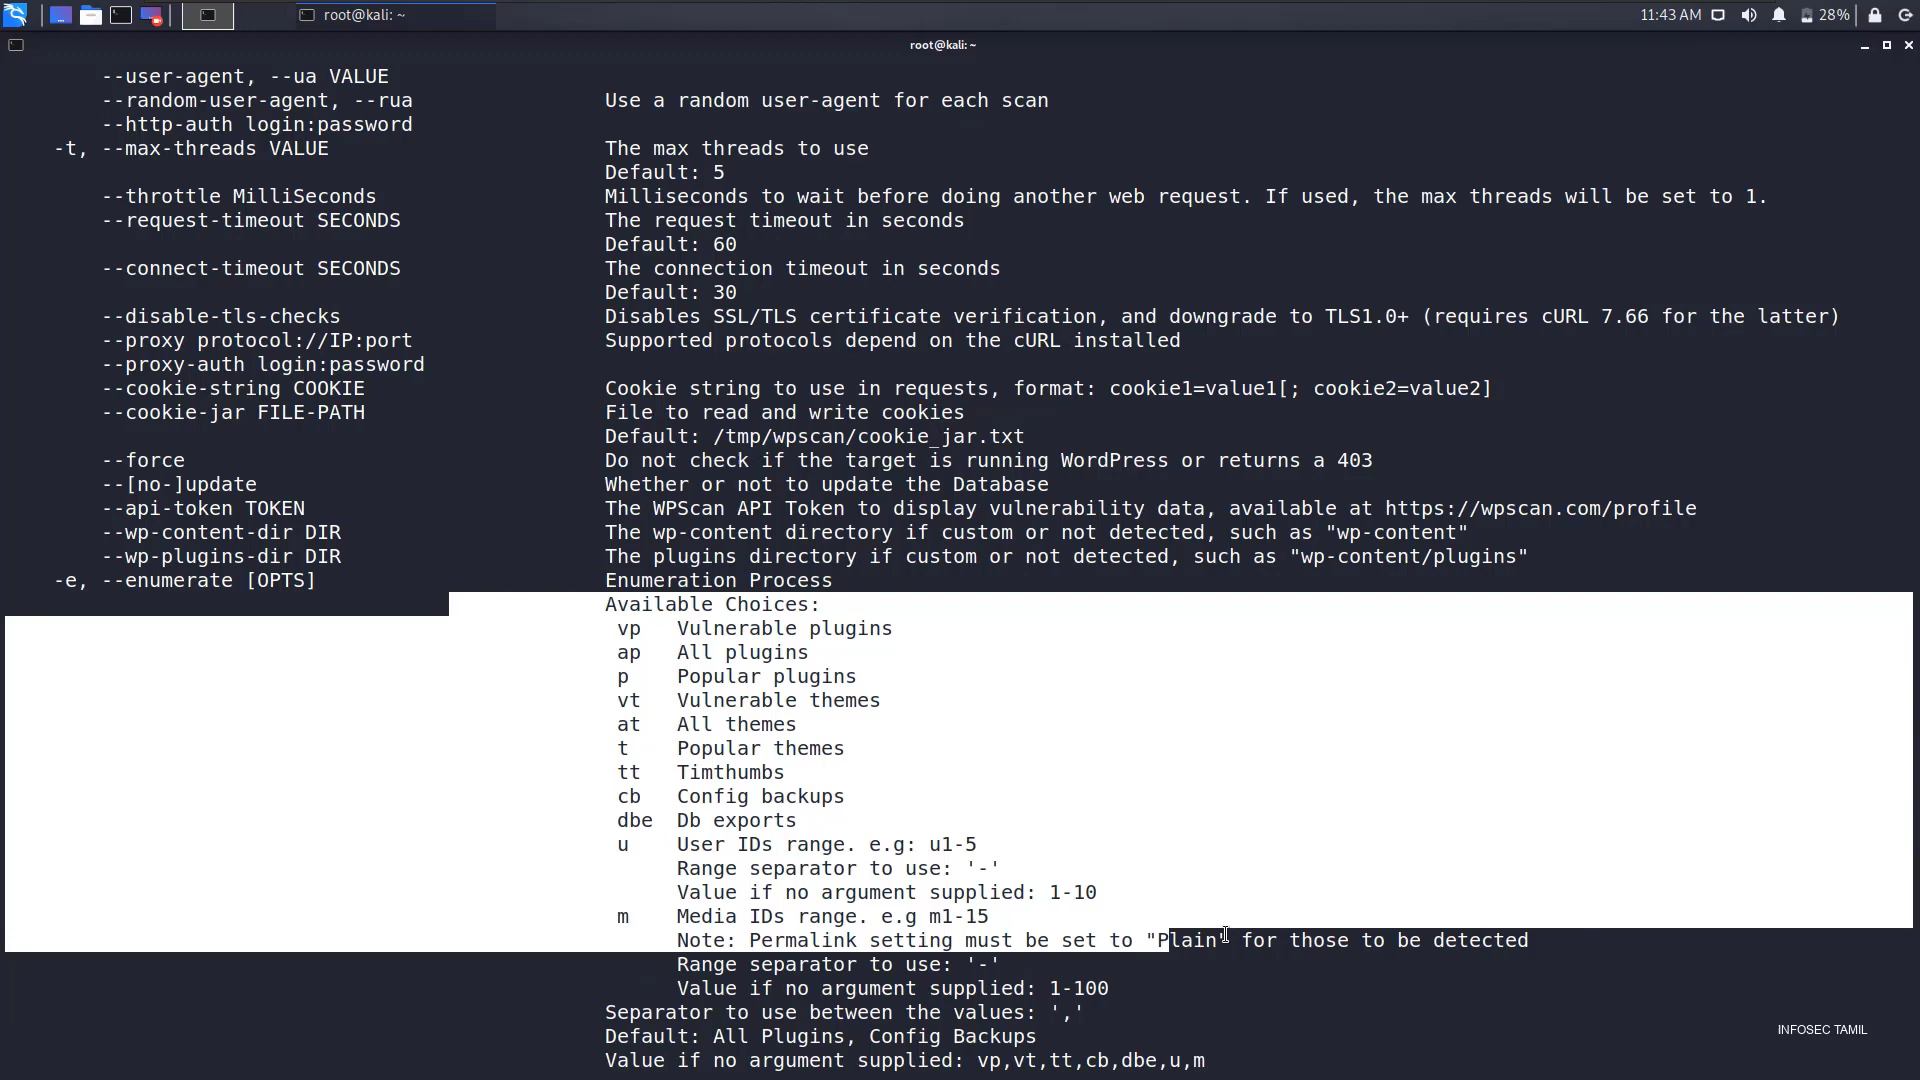 root@kali: ~
11:43 AM
28%
root@kali: ~
--user-agent, --ua VALUE
--random-user-agent, --rua Use a random user-agent for each scan
--http-auth login:password
-t, --max-threads VALUE The max threads to use
Default: 5
--throttle MilliSeconds Milliseconds to wait before doing another web request. If used, the max threads will be set to 1.
--request-timeout SECONDS The request timeout in seconds
Default: 60
--connect-timeout SECONDS The connection timeout in seconds
Default: 30
--disable-tls-checks Disables SSL/TLS certificate verification, and downgrade to TLS1.0+ (requires cURL 7.66 for the latter)
--proxy protocol://IP:port Supported protocols depend on the cURL installed
--proxy-auth login:password
--cookie-string COOKIE Cookie string to use in requests, format: cookie1=value1[; cookie2=value2]
--cookie-jar FILE-PATH File to read and write cookies
Default: /tmp/wpscan/cookie_jar.txt
--force Do not check if the target is running WordPress or returns a 403
--[no-]update Whether or not to update the Database
--api-token TOKEN The WPScan API Token to display vulnerability data, available at https://wpscan.com/profile
--wp-content-dir DIR The wp-content directory if custom or not detected, such as "wp-content"
--wp-plugins-dir DIR The plugins directory if custom or not detected, such as "wp-content/plugins"
-e, --enumerate [OPTS] Enumeration Process
Available Choices:
vp Vulnerable plugins
ap All plugins
p Popular plugins
vt Vulnerable themes
at All themes
t Popular themes
tt Timthumbs
cb Config backups
dbe Db exports
u User IDs range. e.g: u1-5
Range separator to use: '-'
Value if no argument supplied: 1-10
m Media IDs range. e.g m1-15
Note: Permalink setting must be set to "Plain" for those to be detected
Range separator to use: '-'
Value if no argument supplied: 1-100
Separator to use between the values: ','
Default: All Plugins, Config Backups
Value if no argument supplied: vp,vt,tt,cb,dbe,u,m
INFOSEC TAMIL